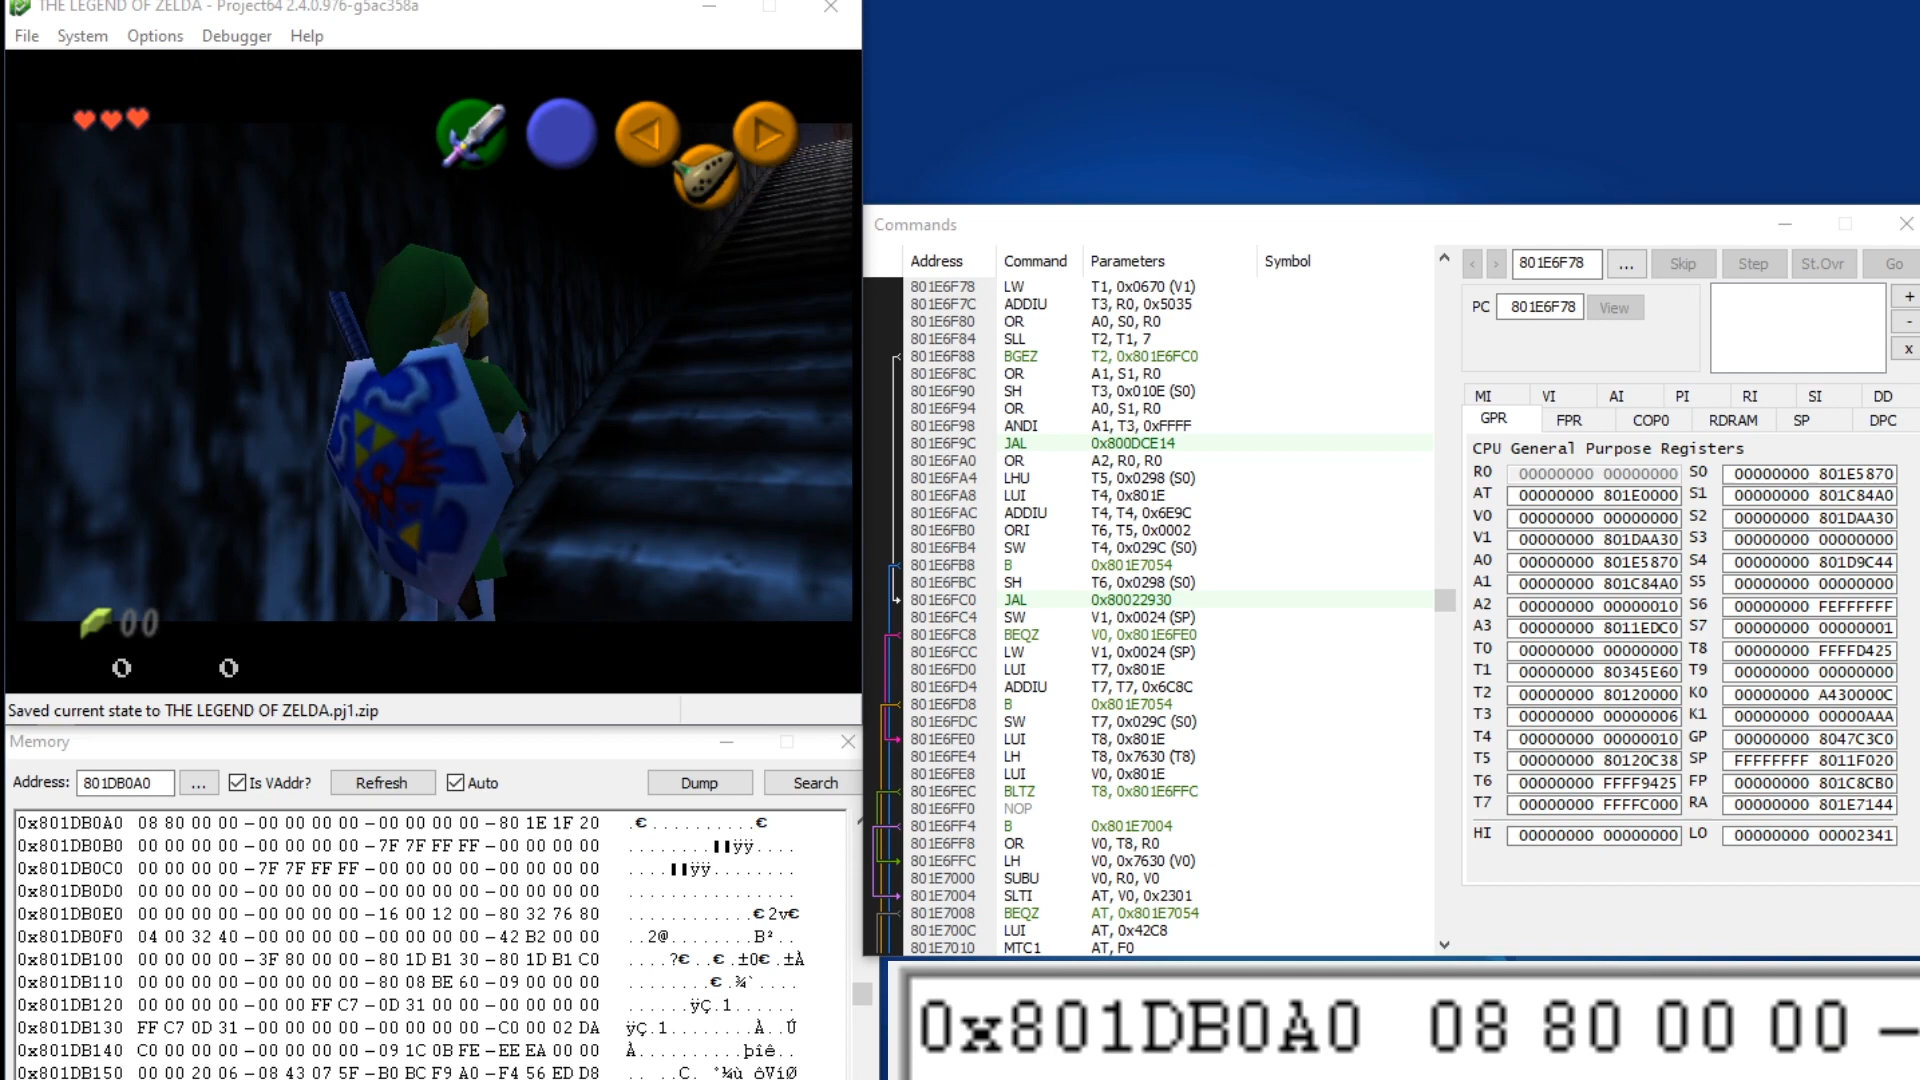 THE LEGEND OF ZELDA - Project64 2.4.0.976-g5ac358a
File System Options Debugger Help
00
0 0
Saved current state to THE LEGEND OF ZELDA.pj1.zip
Memory
Address: 801DB0A0 ... Is VAddr? Refresh Auto Dump Search
0x801DB0A0 08 80 00 00 –00 00 00 00 –00 00 00 00 –80 1E 1F 20 .€..........€
0x801DB0B0 00 00 00 00 –00 00 00 00 –7F 7F FF FF –00 00 00 00
0x801DB0C0 00 00 00 00 –7F 7F FF FF –00 00 00 00 –00 00 00 00
0x801DB0D0 00 00 00 00 –00 00 00 00 –00 00 00 00 –00 00 00 00 ................
0x801DB0E0 00 00 00 00 –00 00 00 00 –16 00 12 00 –80 32 76 80 ............€2v€
0x801DB0F0 04 00 32 40 –00 00 00 00 –00 00 00 00 –42 B2 00 00 ..2@........B²..
0x801DB100 00 00 00 00 –3F 80 00 00 –80 1D B1 30 –80 1D B1 C0 ....?€..€.±0€.±À
0x801DB110 00 00 00 00 –00 00 00 00 –80 08 BE 60 –09 00 00 00 ........€.¾`....
0x801DB120 00 00 00 00 –00 00 FF C7 –0D 31 00 00 –00 00 00 00 ......ÿÇ.1......
0x801DB130 FF C7 0D 31 –00 00 00 00 –00 00 00 00 –C0 00 02 DA ÿÇ.1........À..Ú
0x801DB140 C0 00 00 00 –00 00 00 00 –09 1C 0B FE –EE EA 00 00 À..........þîê..
0x801DB150 00 00 20 06 –08 43 07 5F –B0 BC F9 A0 –F4 56 ED D8
Commands
Address Command Parameters Symbol
801E6F78 LW T1, 0x0670 (V1)
801E6F7C ADDIU T3, R0, 0x5035
801E6F80 OR A0, S0, R0
801E6F84 SLL T2, T1, 7
801E6F88 BGEZ T2, 0x801E6FC0
801E6F8C OR A1, S1, R0
801E6F90 SH T3, 0x010E (S0)
801E6F94 OR A0, S1, R0
801E6F98 ANDI A1, T3, 0xFFFF
801E6F9C JAL 0x800DCE14
801E6FA0 OR A2, R0, R0
801E6FA4 LHU T5, 0x0298 (S0)
801E6FA8 LUI T4, 0x801E
801E6FAC ADDIU T4, T4, 0x6E9C
801E6FB0 ORI T6, T5, 0x0002
801E6FB4 SW T4, 0x029C (S0)
801E6FB8 B 0x801E7054
801E6FBC SH T6, 0x0298 (S0)
801E6FC0 JAL 0x80022930
801E6FC4 SW V1, 0x0024 (SP)
801E6FC8 BEQZ V0, 0x801E6FE0
801E6FCC LW V1, 0x0024 (SP)
801E6FD0 LUI T7, 0x801E
801E6FD4 ADDIU T7, T7, 0x6C8C
801E6FD8 B 0x801E7054
801E6FDC SW T7, 0x029C (S0)
801E6FE0 LUI T8, 0x801E
801E6FE4 LH T8, 0x7630 (T8)
801E6FE8 LUI V0, 0x801E
801E6FEC BLTZ T8, 0x801E6FFC
801E6FF0 NOP
801E6FF4 B 0x801E7004
801E6FF8 OR V0, T8, R0
801E6FFC LH V0, 0x7630 (V0)
801E7000 SUBU V0, R0, V0
801E7004 SLTI AT, V0, 0x2301
801E7008 BEQZ AT, 0x801E7054
801E700C LUI AT, 0x42C8
801E7010 MTC1 AT, F0
< > 801E6F78 ... Skip Step St.Ovr Go
PC 801E6F78 View
+
-
x
MI VI AI PI RI SI DD
GPR FPR COP0 RDRAM SP DPC
CPU General Purpose Registers
R0 00000000 00000000 S0 00000000 801E5870
AT 00000000 801E0000 S1 00000000 801C84A0
V0 00000000 00000000 S2 00000000 801DAA30
V1 00000000 801DAA30 S3 00000000 00000000
A0 00000000 801E5870 S4 00000000 801D9C44
A1 00000000 801C84A0 S5 00000000 00000000
A2 00000000 00000010 S6 00000000 FEFFFFFF
A3 00000000 8011EDC0 S7 00000000 00000001
T0 00000000 00000000 T8 00000000 FFFFD425
T1 00000000 80345E60 T9 00000000 00000000
T2 00000000 80120000 K0 00000000 A430000C
T3 00000000 00000006 K1 00000000 00000AAA
T4 00000000 00000010 GP 00000000 8047C3C0
T5 00000000 80120C38 SP FFFFFFFF 8011F020
T6 00000000 FFFF9425 FP 00000000 801C8CB0
T7 00000000 FFFFC000 RA 00000000 801E7144
HI 00000000 00000000 LO 00000000 00002341
0x801DB0A0 08 80 00 00 –